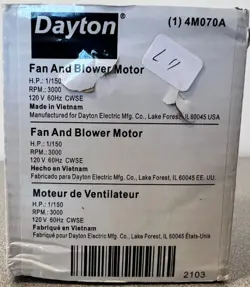 Dayton®
(1) 4M070A
L4
Fan And Blower Motor
H.P.: 1/150
RPM.: 3000
120 V 60Hz CWSE
Made in Vietnam
Manufactured for Dayton Electric Mfg. Co., Lake Forest, IL 60045 USA
Fan And Blower Motor
H.P.: 1/150
RPM.: 3000
120 V 60Hz CWSE
Hecho en Vietnam
Fabricado para Dayton Electric Mfg. Co., Lake Forest, IL 60045 EE. UU.
Moteur de Ventilateur
H.P.: 1/150
RPM.: 3000
120 V 60Hz CWSE
Fabriqué en Vietnam
Fabriqué pour Dayton Electric Mfg. Co., Lake Forest, IL 60045 États-Unis
2103